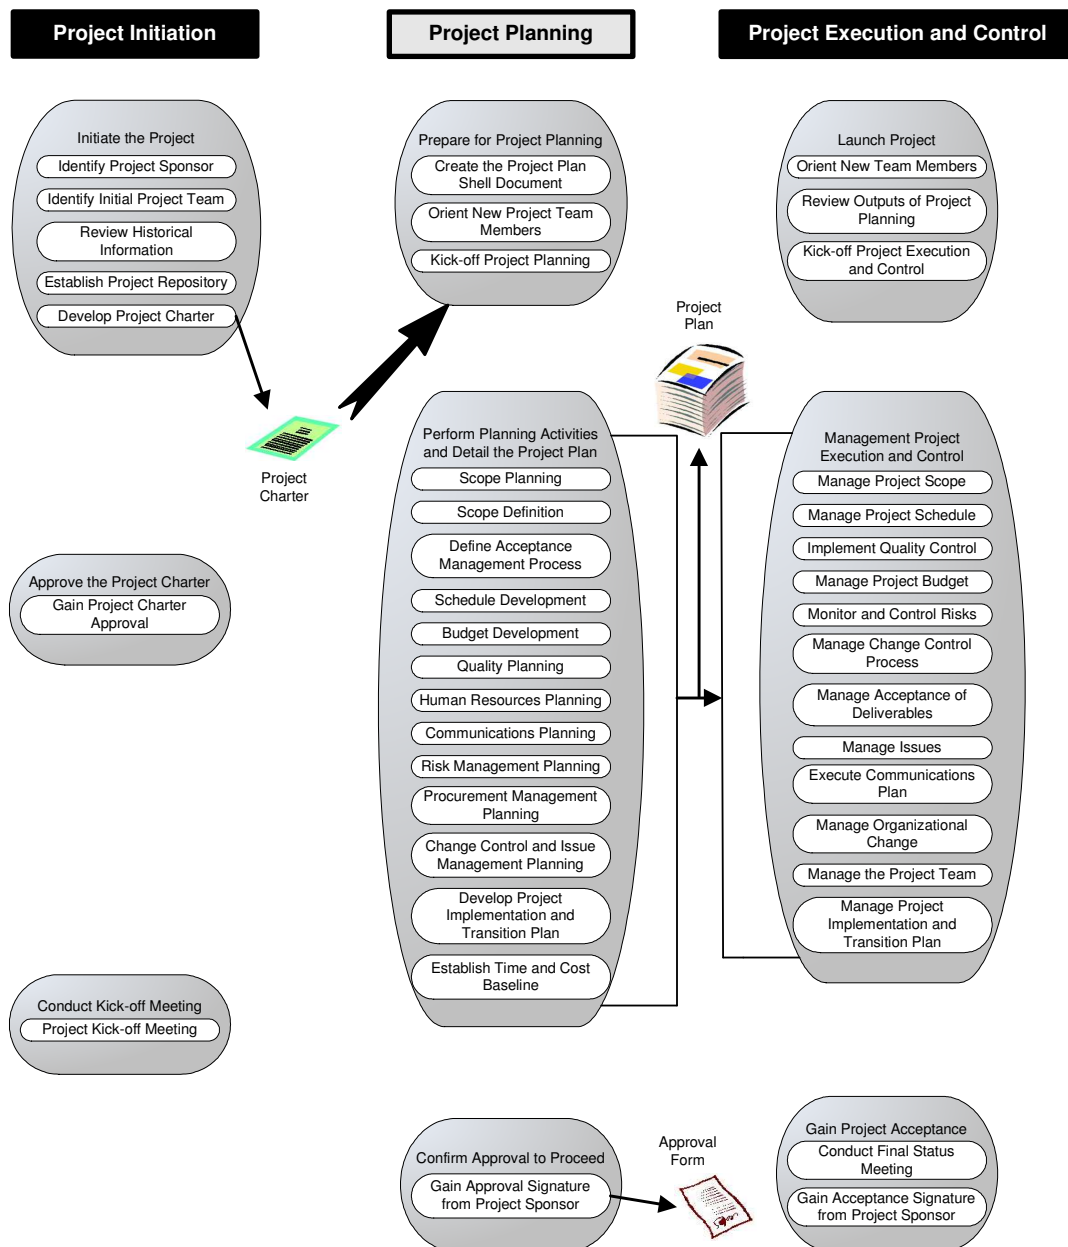 Project Initiation
Project Planning
Project Execution and Control
Initiate the Project
Identify Project Sponsor
Identify Initial Project Team
Review Historical
Information
Establish Project Repository
Develop Project Charter
Project
Charter
Approve the Project Charter
Gain Project Charter
Approval
Conduct Kick-off Meeting
Project Kick-off Meeting
Prepare for Project Planning
Create the Project Plan
Shell Document
Orient New Project Team
Members
Kick-off Project Planning
Perform Planning Activities
and Detail the Project Plan
Scope Planning
Scope Definition
Define Acceptance
Management Process
Schedule Development
Budget Development
Quality Planning
Human Resources Planning
Communications Planning
Risk Management Planning
Procurement Management
Planning
Change Control and Issue
Management Planning
Develop Project
Implementation and
Transition Plan
Establish Time and Cost
Baseline
Confirm Approval to Proceed
Gain Approval Signature
from Project Sponsor
Project
Plan
Approval
Form
Launch Project
Orient New Team Members
Review Outputs of Project
Planning
Kick-off Project Execution
and Control
Management Project
Execution and Control
Manage Project Scope
Manage Project Schedule
Implement Quality Control
Manage Project Budget
Monitor and Control Risks
Manage Change Control
Process
Manage Acceptance of
Deliverables
Manage Issues
Execute Communications
Plan
Manage Organizational
Change
Manage the Project Team
Manage Project
Implementation and
Transition Plan
Gain Project Acceptance
Conduct Final Status
Meeting
Gain Acceptance Signature
from Project Sponsor